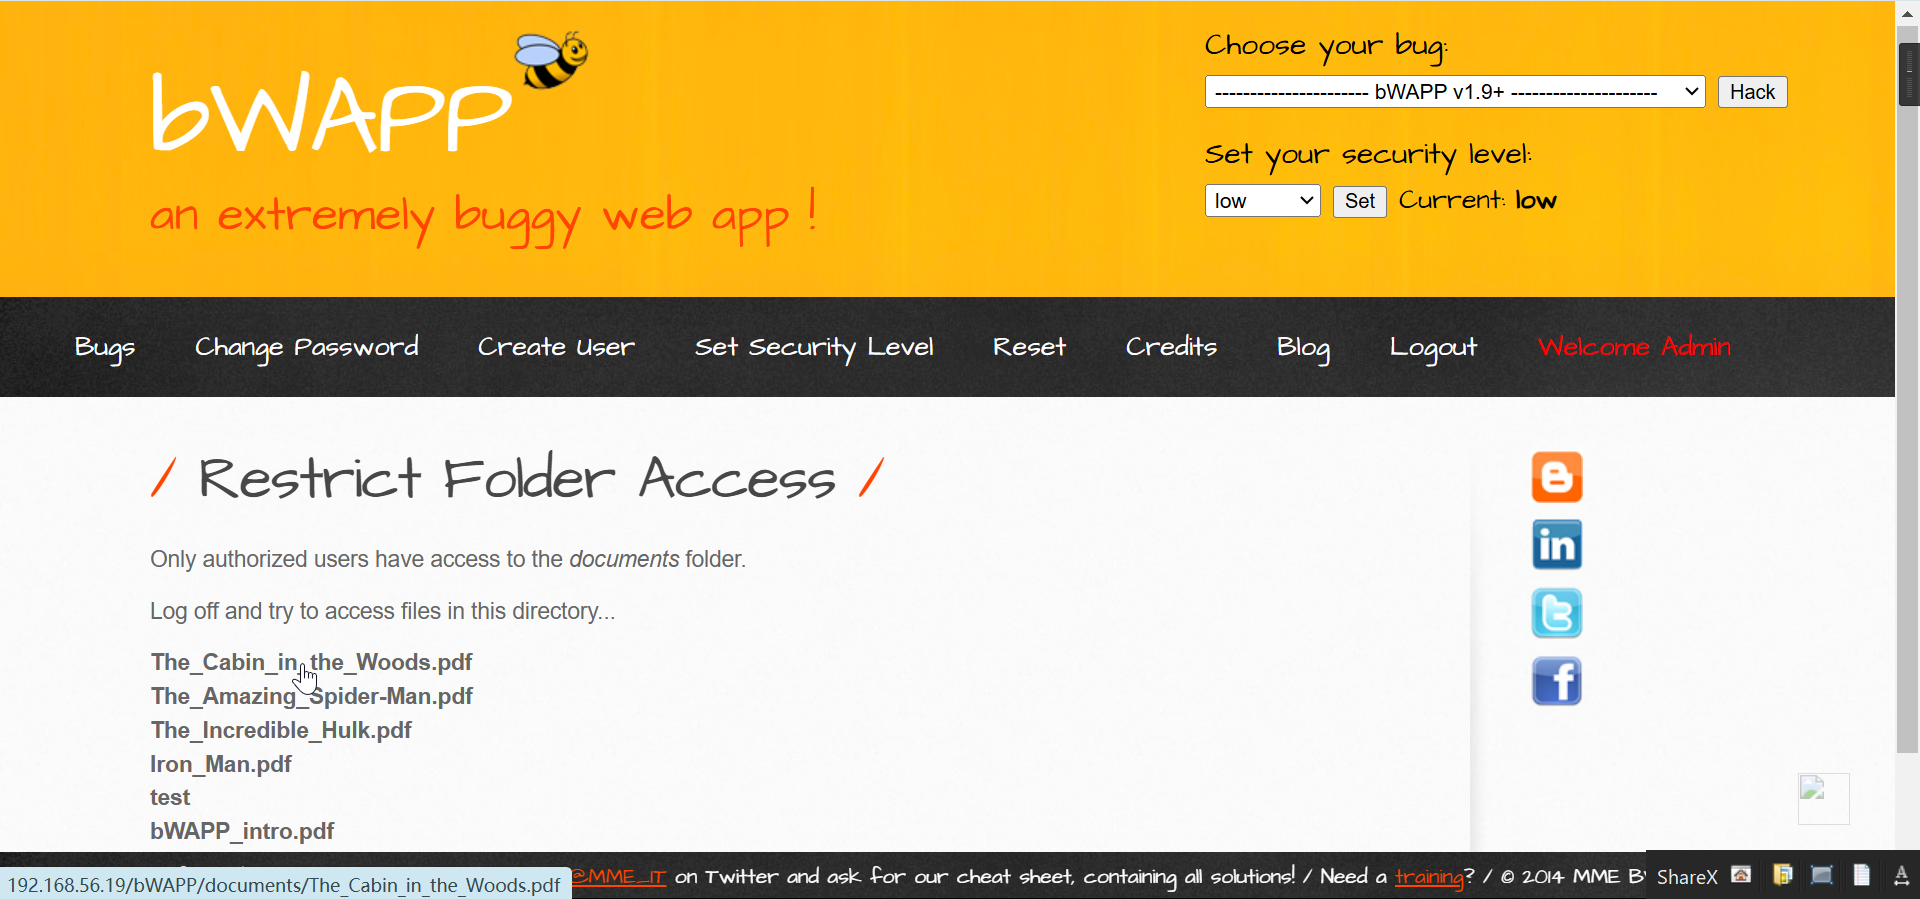 bWAPP
an extremely buggy web app !
Choose your bug:
---------------------- bWAPP v1.9+ ---------------------
Hack
Set your security level:
low
Set
Current: low
Bugs
Change Password
Create User
Set Security Level
Reset
Credits
Blog
Logout
Welcome Admin
/ Restrict Folder Access /
Only authorized users have access to the documents folder.
Log off and try to access files in this directory...
The_Cabin_in_the_Woods.pdf
The_Amazing_Spider-Man.pdf
The_Incredible_Hulk.pdf
Iron_Man.pdf
test
bWAPP_intro.pdf
@MME_IT on Twitter and ask for our cheat sheet, containing all solutions! / Need a training? / © 2014 MME
ShareX
192.168.56.19/bWAPP/documents/The_Cabin_in_the_Woods.pdf